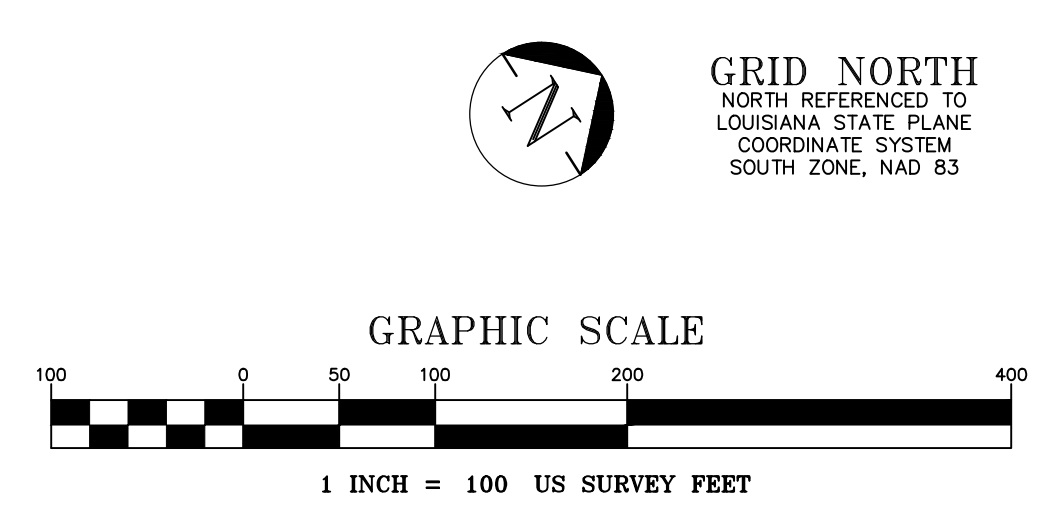 N
GRID NORTH
NORTH REFERENCED TO
LOUISIANA STATE PLANE
COORDINATE SYSTEM
SOUTH ZONE, NAD 83
GRAPHIC SCALE
100 0 50 100 200 400
1 INCH = 100 US SURVEY FEET